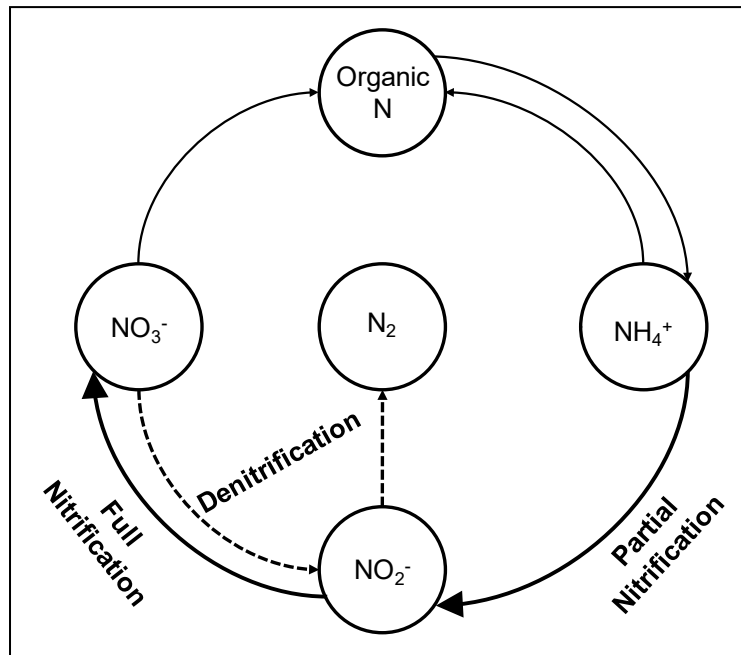 Organic
N
NO₃⁻
N₂
NH₄⁺
Denitrification
Full
Nitrification
Partial
Nitrification
NO₂⁻